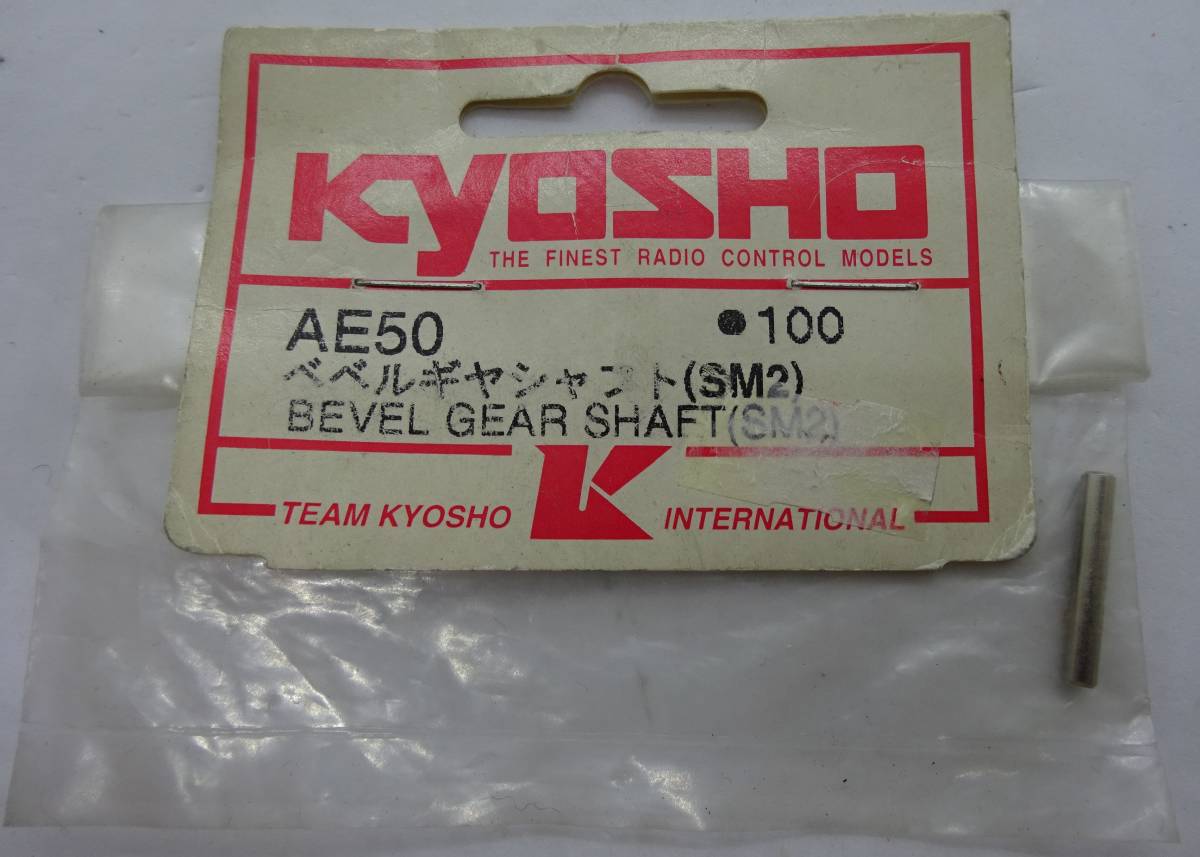 KYOSHO
THE FINEST RADIO CONTROL MODELS
AE50 ●100
ベベルギヤシャフト(SM2)
BEVEL GEAR SHAFT(SM2)
TEAM KYOSHO K INTERNATIONAL